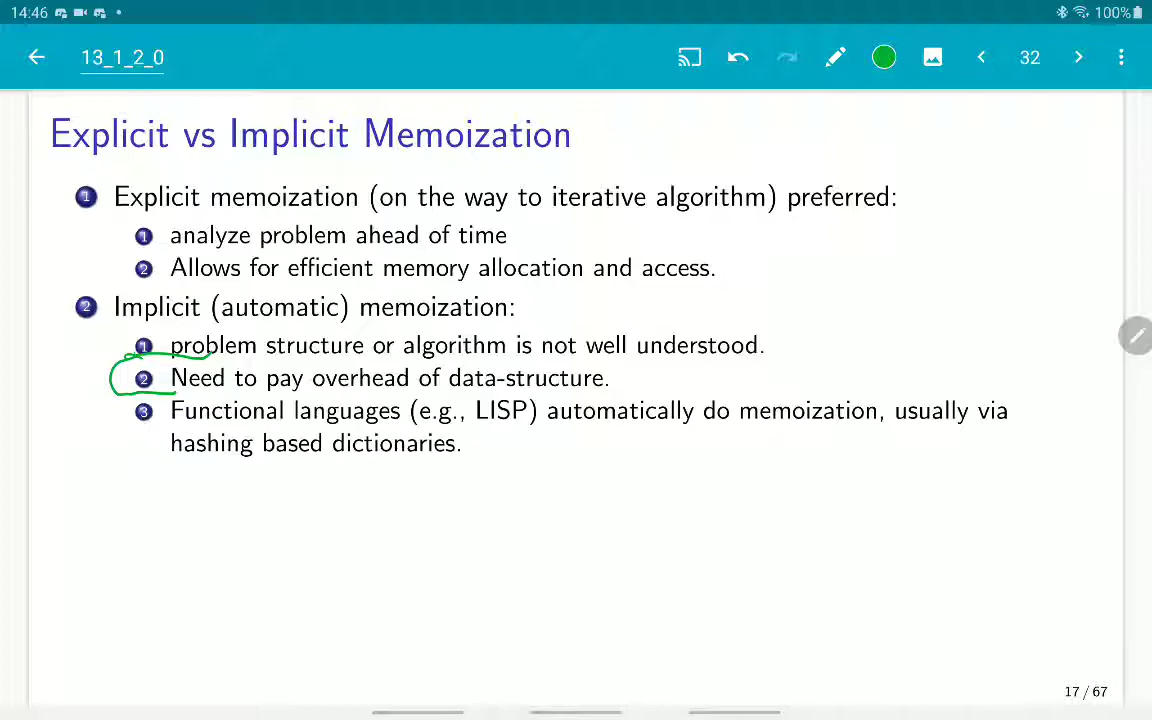 14:46 100%
13_1_2_0 32
Explicit vs Implicit Memoization
1 Explicit memoization (on the way to iterative algorithm) preferred:
1 analyze problem ahead of time
2 Allows for efficient memory allocation and access.
2 Implicit (automatic) memoization:
1 problem structure or algorithm is not well understood.
2 Need to pay overhead of data-structure.
3 Functional languages (e.g., LISP) automatically do memoization, usually via
hashing based dictionaries.
17 / 67